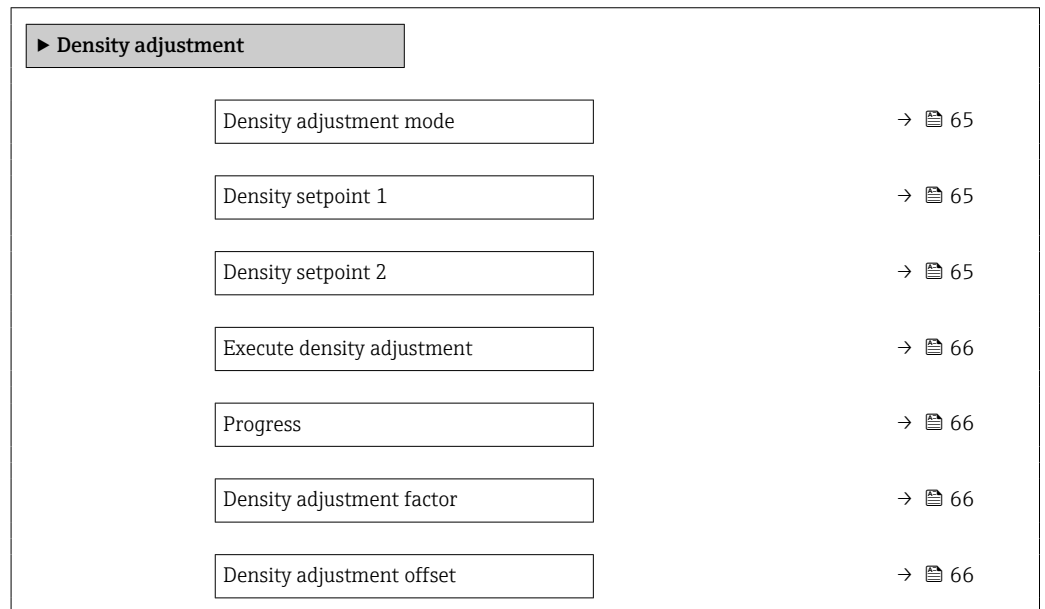 ▶ Density adjustment
Density adjustment mode → 65
Density setpoint 1 → 65
Density setpoint 2 → 65
Execute density adjustment → 66
Progress → 66
Density adjustment factor → 66
Density adjustment offset → 66